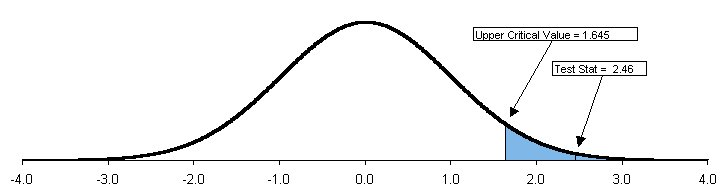 Upper Critical Value = 1.645
Test Stat = 2.46
-4.0 -3.0 -2.0 -1.0 0.0 1.0 2.0 3.0 4.0